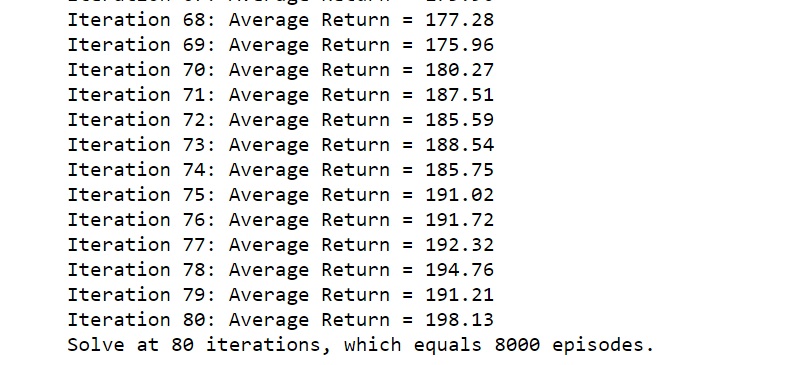 Iteration 68: Average Return = 177.28
Iteration 69: Average Return = 175.96
Iteration 70: Average Return = 180.27
Iteration 71: Average Return = 187.51
Iteration 72: Average Return = 185.59
Iteration 73: Average Return = 188.54
Iteration 74: Average Return = 185.75
Iteration 75: Average Return = 191.02
Iteration 76: Average Return = 191.72
Iteration 77: Average Return = 192.32
Iteration 78: Average Return = 194.76
Iteration 79: Average Return = 191.21
Iteration 80: Average Return = 198.13
Solve at 80 iterations, which equals 8000 episodes.